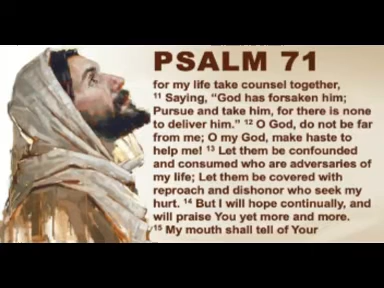 PSALM 71
for my life take counsel together,
11 Saying, “God has forsaken him;
Pursue and take him, for there is none
to deliver him.” 12 O God, do not be far
from me; O my God, make haste to
help me! 13 Let them be confounded
and consumed who are adversaries of
my life; Let them be covered with
reproach and dishonor who seek my
hurt. 14 But I will hope continually, and
will praise You yet more and more.
15 My mouth shall tell of Your